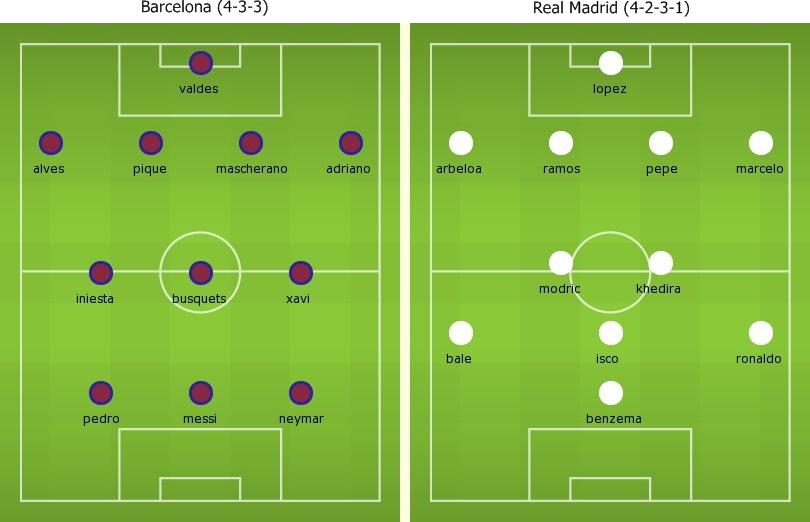 Barcelona (4-3-3)
valdes
alves pique mascherano adriano
iniesta busquets xavi
pedro messi neymar
Real Madrid (4-2-3-1)
lopez
arbeloa ramos pepe marcelo
modric khedira
bale isco ronaldo
benzema